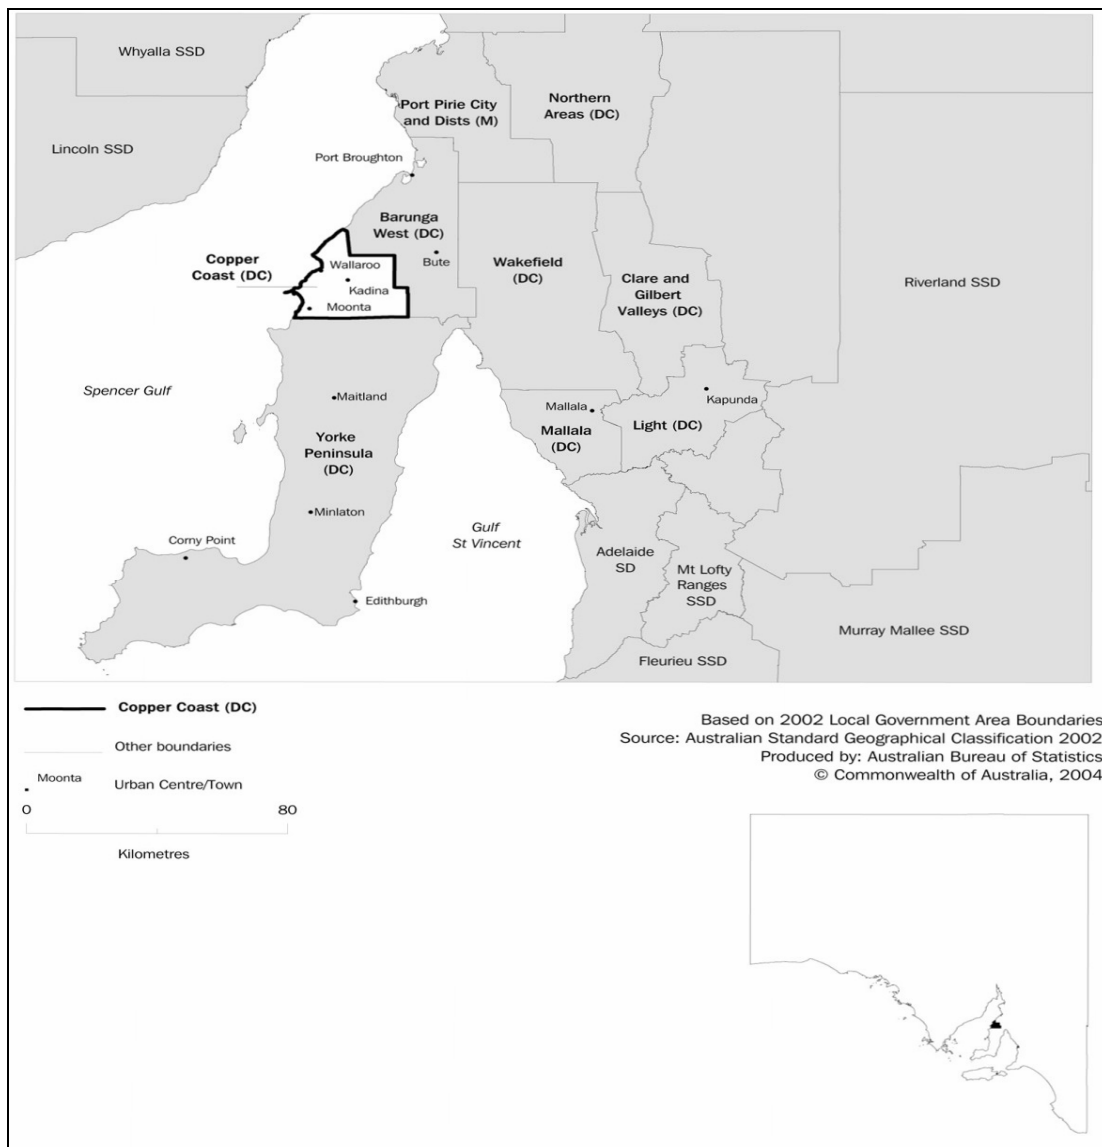 Whyalla SSD
Port Pirie City
and Dists (M)
Northern
Areas (DC)
Lincoln SSD
Port Broughton
Barunga
West (DC)
Bute
Copper
Coast (DC)
Wallaroo
Kadina
Moonta
Wakefield
(DC)
Clare and
Gilbert
Valleys (DC)
Riverland SSD
Spencer Gulf
Maitland
Mallala
Kapunda
Mallala
(DC)
Light (DC)
Yorke
Peninsula
(DC)
Minlaton
Gulf
St Vincent
Corny Point
Adelaide
SD
Mt Lofty
Ranges
SSD
Edithburgh
Murray Mallee SSD
Fleurieu SSD
Copper Coast (DC)
Other boundaries
Moonta
Urban Centre/Town
0 80
Kilometres
Based on 2002 Local Government Area Boundaries
Source: Australian Standard Geographical Classification 2002
Produced by: Australian Bureau of Statistics
© Commonwealth of Australia, 2004